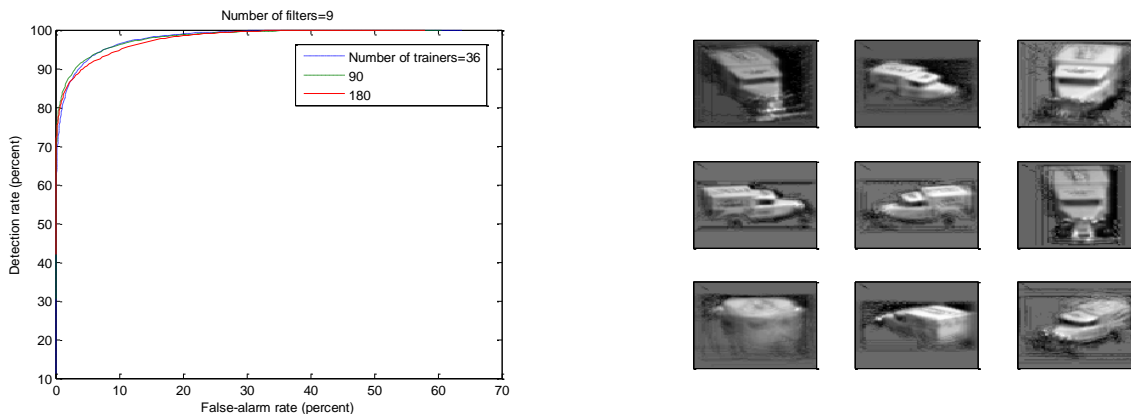 Number of filters=9
100
90
80
70
60
50
40
30
20
10
Detection rate (percent)
Number of trainers=36
90
180
0 10 20 30 40 50 60 70
False-alarm rate (percent)